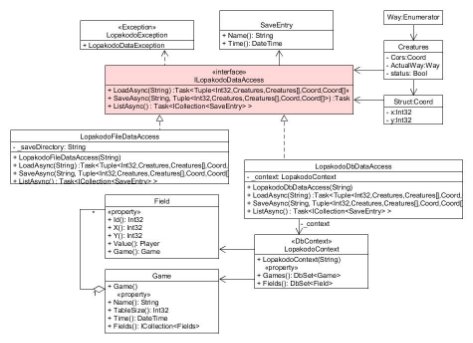 «Exception»
LopakodoException
+ LopakodoDataException
SaveEntry
+ Name(): String
+ Time(): DateTime
Way:Enumerator
Creatures
- Cors:Coord
- ActualWay:Way
- status: Bool
Struct:Coord
- x:Int32
- y:Int32
«interface»
ILopakodoDataAccess
+ LoadAsync(String) :Task<Tuple<Int32,Creatures,Creatures[],Coord,Coord[]>
+ SaveAsync(String, Tuple<Int32,Creatures,Creatures[],Coord,Coord[]>) :Task
+ ListAsync() : Task<ICollection<SaveEntry> >
LopakodoFileDataAccess
- _saveDirectory: String
+ LopakodoFileDataAccess(String)
+ LoadAsync(String) :Task<Tuple<Int32,Creatures,Creatures[],Coord,
+ SaveAsync(String, Tuple<Int32,Creatures,Creatures[],Coord,Coord[
+ ListAsync() : Task<ICollection<SaveEntry> >
LopakodoDbDataAccess
- _context: LopakodoContext
+ LopakodoDbDataAccess(String)
+ LoadAsync(String) :Task<Tuple<Int32,Creatures,Creatures[],Coord,
+ SaveAsync(String, Tuple<Int32,Creatures,Creatures[],Coord,Coord[
+ ListAsync() : Task<ICollection<SaveEntry> >
- _context
Field
«property»
+ Id(): Int32
+ X(): Int32
+ Y(): Int32
+ Value(): Player
+ Game(): Game
*
«DbContext»
LopakodoContext
+ LopakodoContext(String)
«property»
+ Games(): DbSet<Game>
+ Fields(): DbSet<Field>
Game
+ Game()
«property»
+ Name(): String
+ TableSize(): Int32
+ Time(): DateTime
+ Fields(): ICollection<Fields>